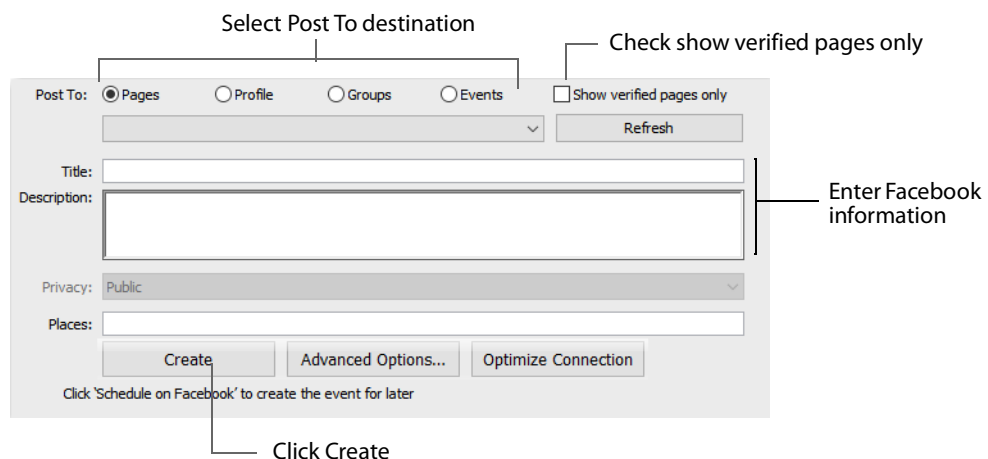 Select Post To destination
Check show verified pages only
Post To: Pages Profile Groups Events Show verified pages only
Refresh
Title:
Description:
Enter Facebook
information
Privacy: Public
Places:
Create Advanced Options... Optimize Connection
Click 'Schedule on Facebook' to create the event for later
Click Create